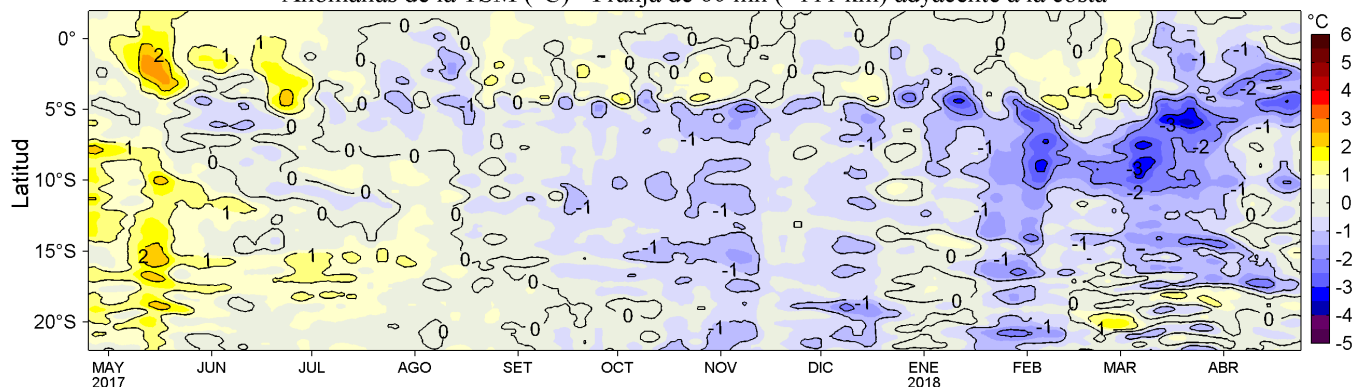 Anomalías de la TSM (°C) - Franja de 60 mn (~111 km) adyacente a la costa
°C
Latitud
0°
5°S
10°S
15°S
20°S
6
5
4
3
2
1
0
-1
-2
-3
-4
-5
MAY JUN JUL AGO SET OCT NOV DIC ENE FEB MAR ABR
2017 2018